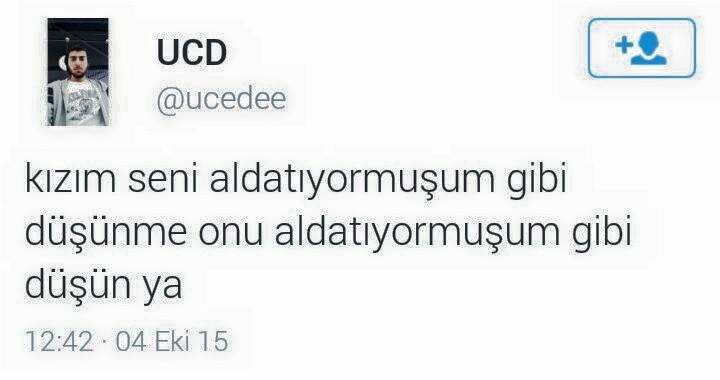 UCD
@ucedee
kızım seni aldatıyormuşum gibi
düşünme onu aldatıyormuşum gibi
düşün ya
12:42 · 04 Eki 15